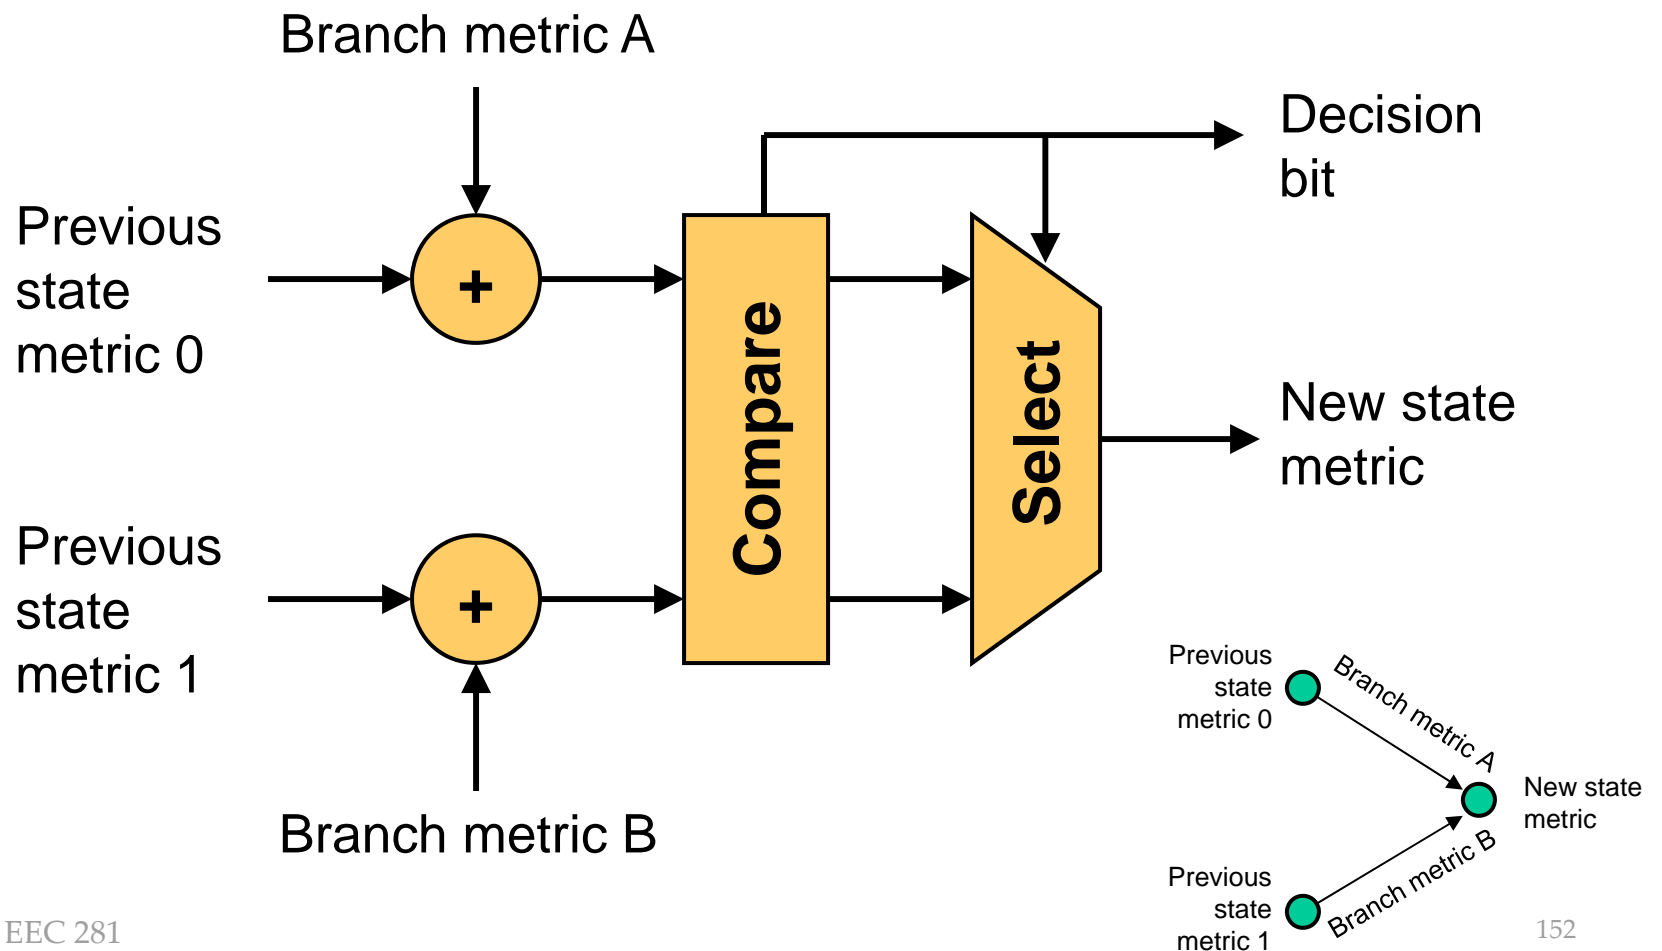 Branch metric A
Decision
bit
Previous
state
metric 0
+
Compare
Select
New state
metric
Previous
state
metric 1
+
Branch metric B
Previous
state
metric 0
Branch metric A
New state
metric
Branch metric B
Previous
state
metric 1
EEC 281
152